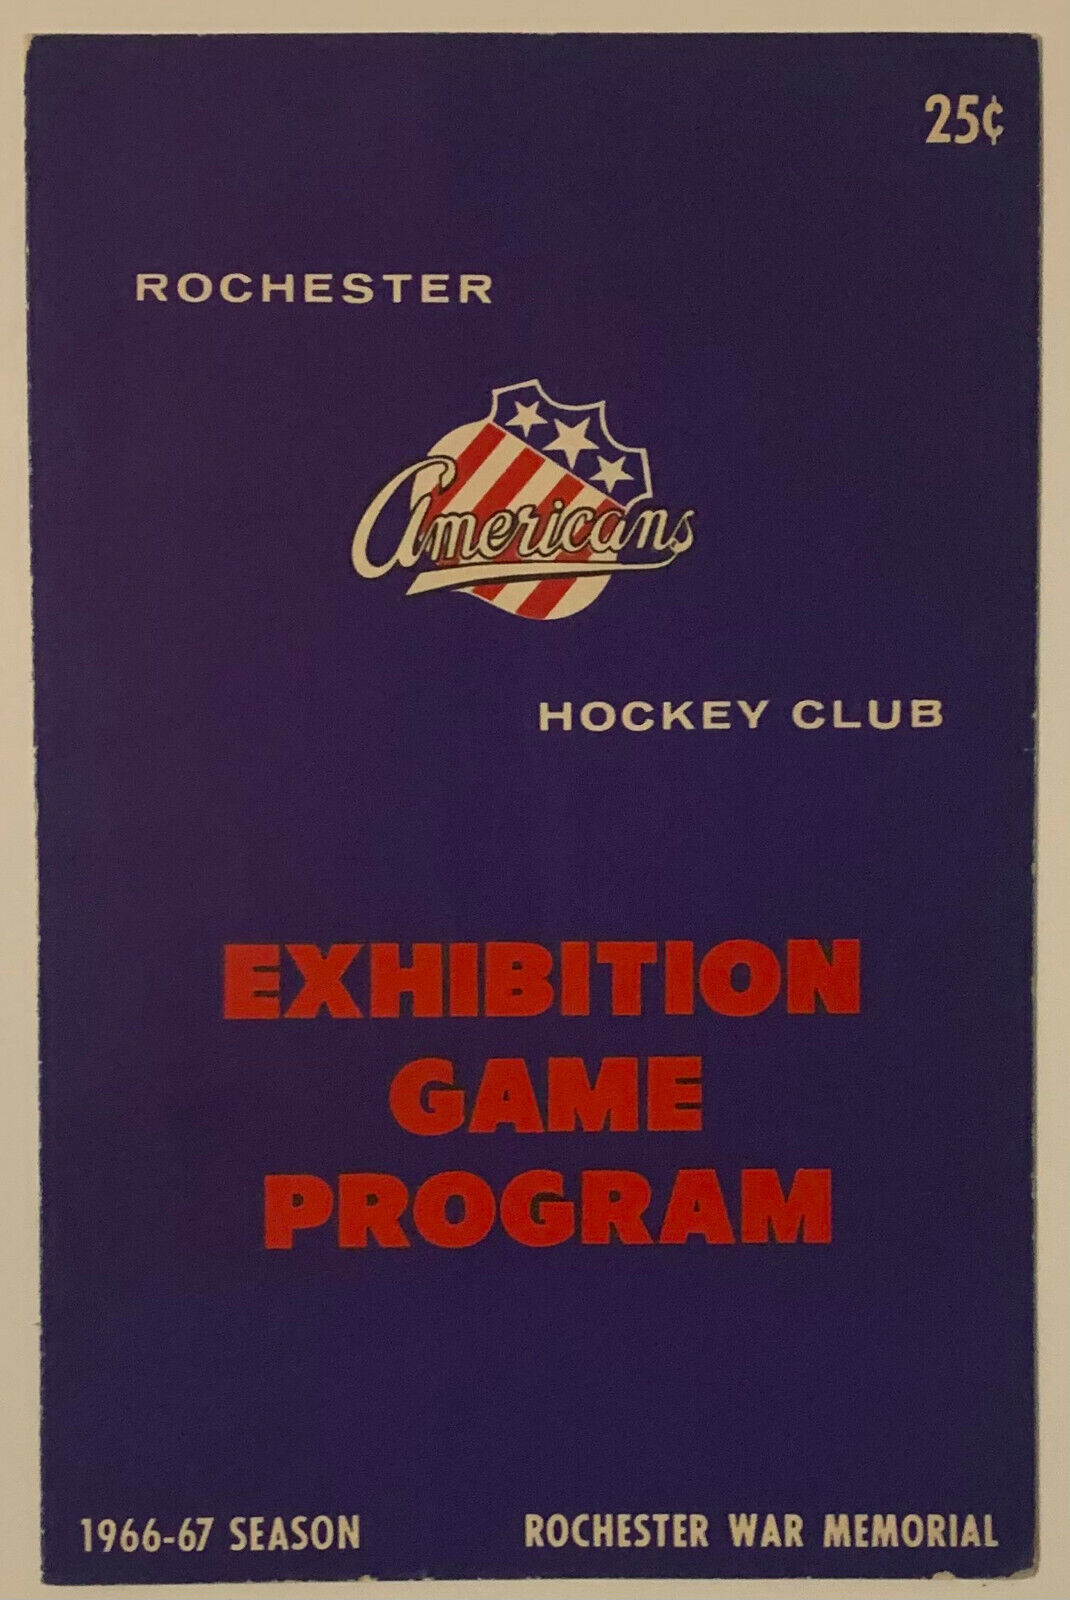 25¢
ROCHESTER
Americans
HOCKEY CLUB
EXHIBITION
GAME
PROGRAM
1966-67 SEASON ROCHESTER WAR MEMORIAL